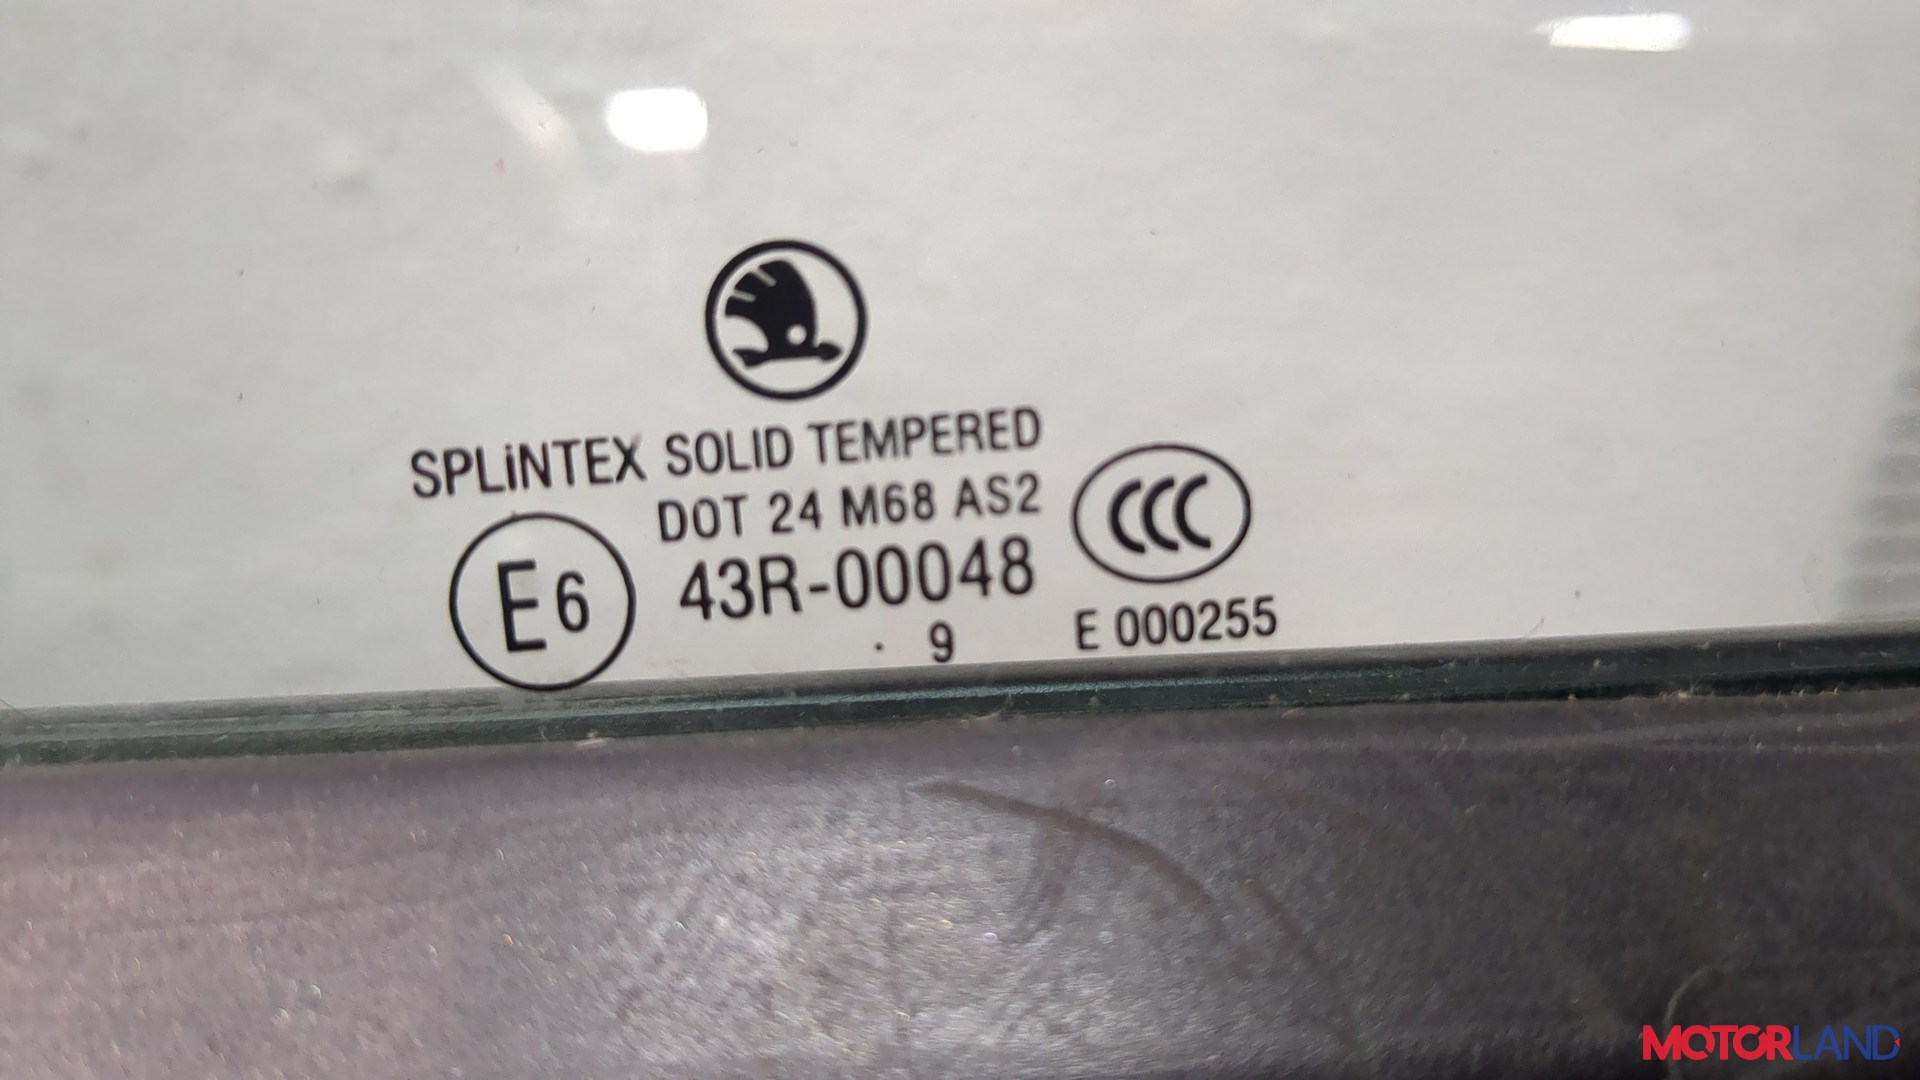 SPLiNTEX SOLID TEMPERED
DOT 24 M68 AS2
CCC
E6
43R-00048
. 9
E 000255
MOTORLAND